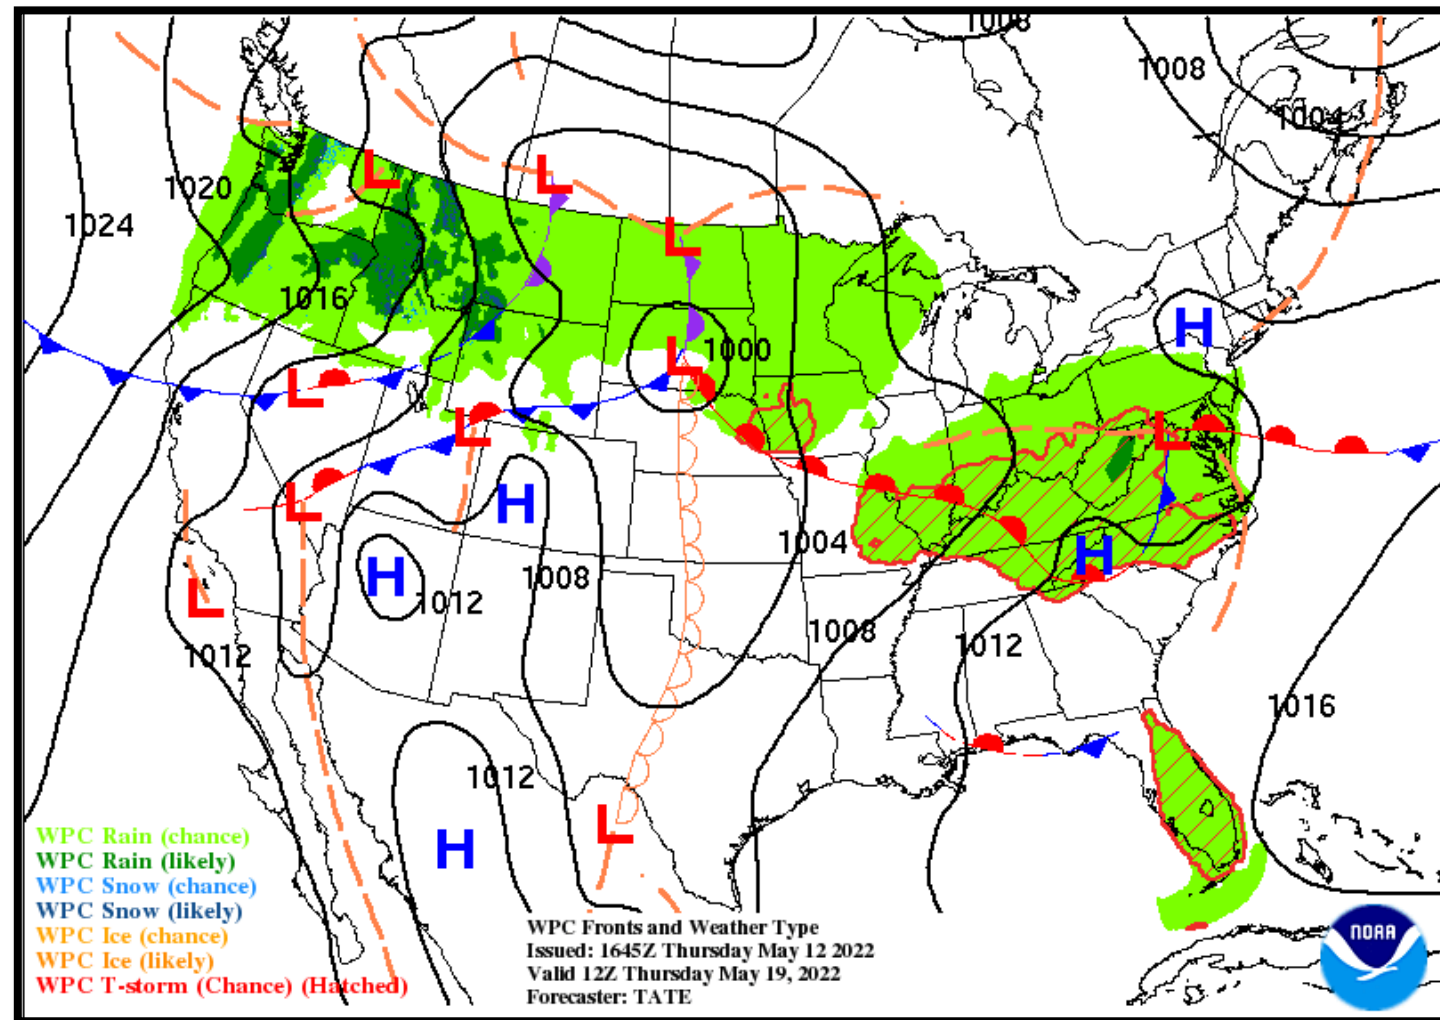 1008
1008
1004
1020
1024
1016
1000
1004
1008
1012
1008
1012
1012
1016
1012
L
L
L
H
L
L
L
L
L
H
H
H
L
L
H
WPC Rain (chance)
WPC Rain (likely)
WPC Snow (chance)
WPC Snow (likely)
WPC Ice (chance)
WPC Ice (likely)
WPC T-storm (Chance) (Hatched)
WPC Fronts and Weather Type
Issued: 1645Z Thursday May 12 2022
Valid 12Z Thursday May 19, 2022
Forecaster: TATE
NOAA